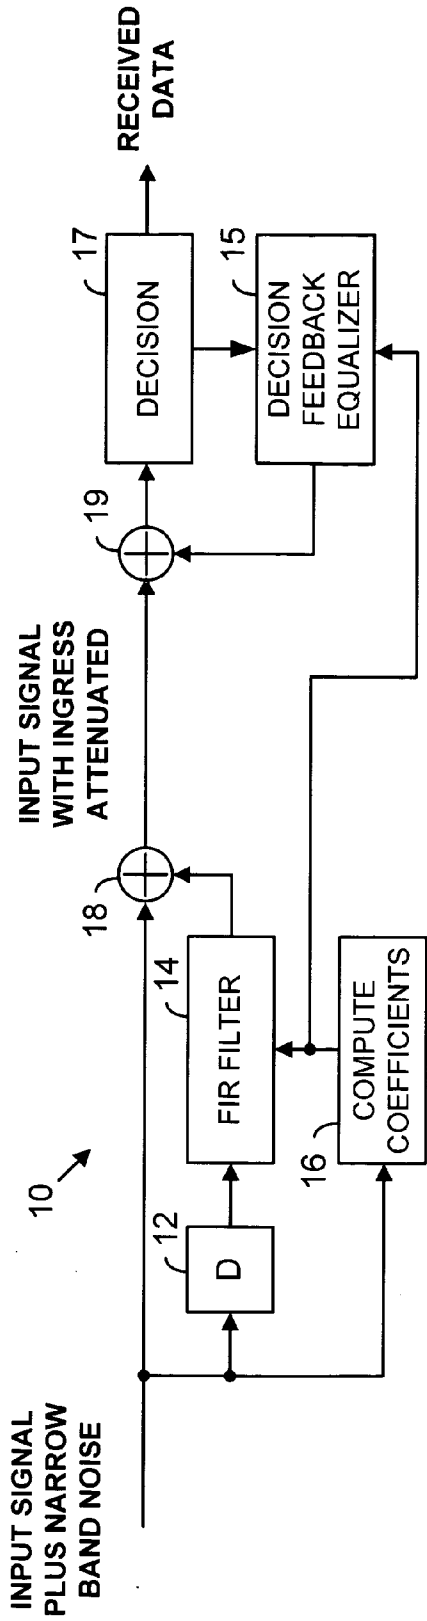 INPUT SIGNAL
PLUS NARROW
BAND NOISE
10
12
D
14
FIR FILTER
16
COMPUTE
COEFFICIENTS
18
INPUT SIGNAL
WITH INGRESS
ATTENUATED
19
17
DECISION
15
DECISION
FEEDBACK
EQUALIZER
RECEIVED
DATA